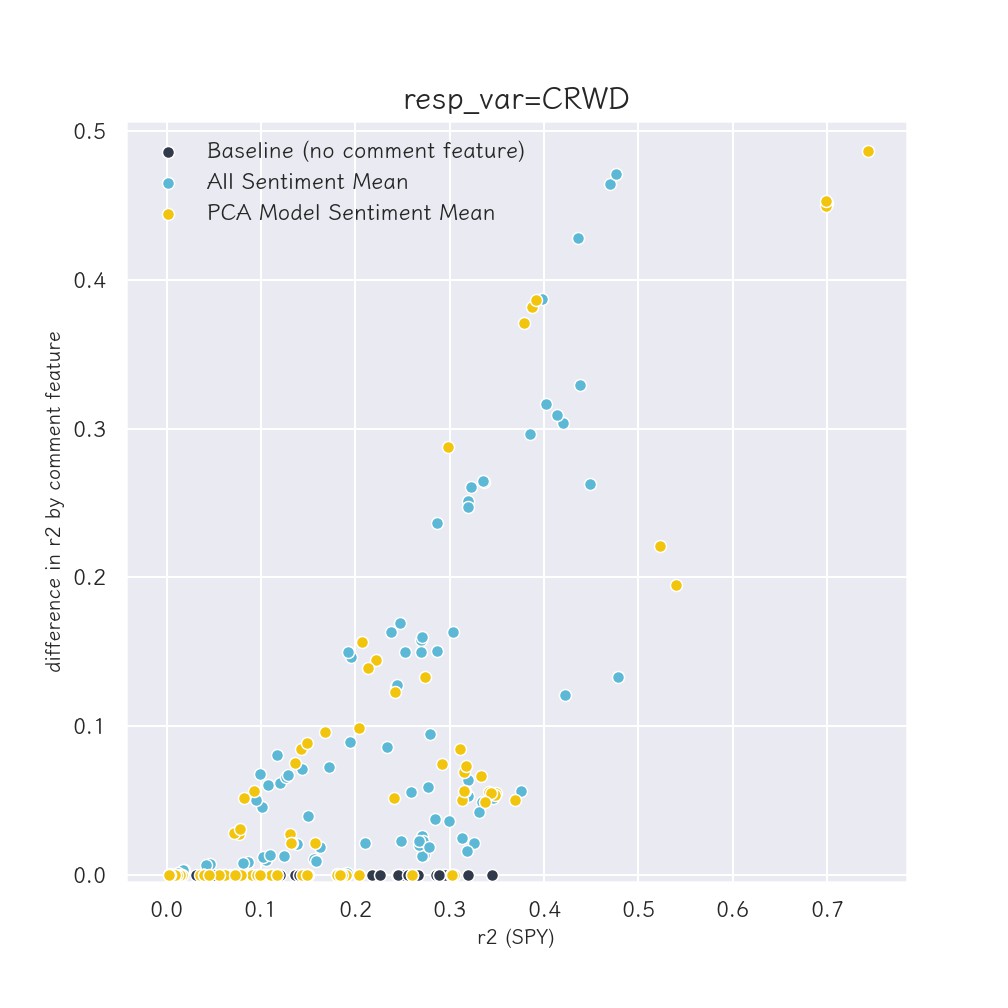 resp_var=CRWD
Baseline (no comment feature)
All Sentiment Mean
PCA Model Sentiment Mean
difference in r2 by comment feature
0.5
0.4
0.3
0.2
0.1
0.0
0.0 0.1 0.2 0.3 0.4 0.5 0.6 0.7
r2 (SPY)